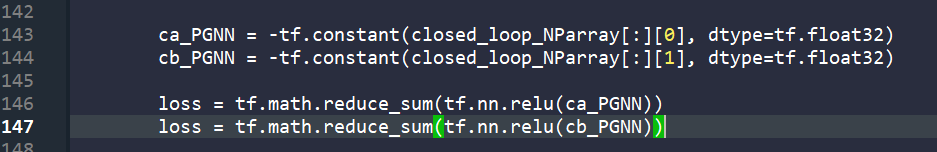 142
143 ca_PGNN = -tf.constant(closed_loop_NParray[:][0], dtype=tf.float32)
144 cb_PGNN = -tf.constant(closed_loop_NParray[:][1], dtype=tf.float32)
145
146 loss = tf.math.reduce_sum(tf.nn.relu(ca_PGNN))
147 loss = tf.math.reduce_sum(tf.nn.relu(cb_PGNN))
148